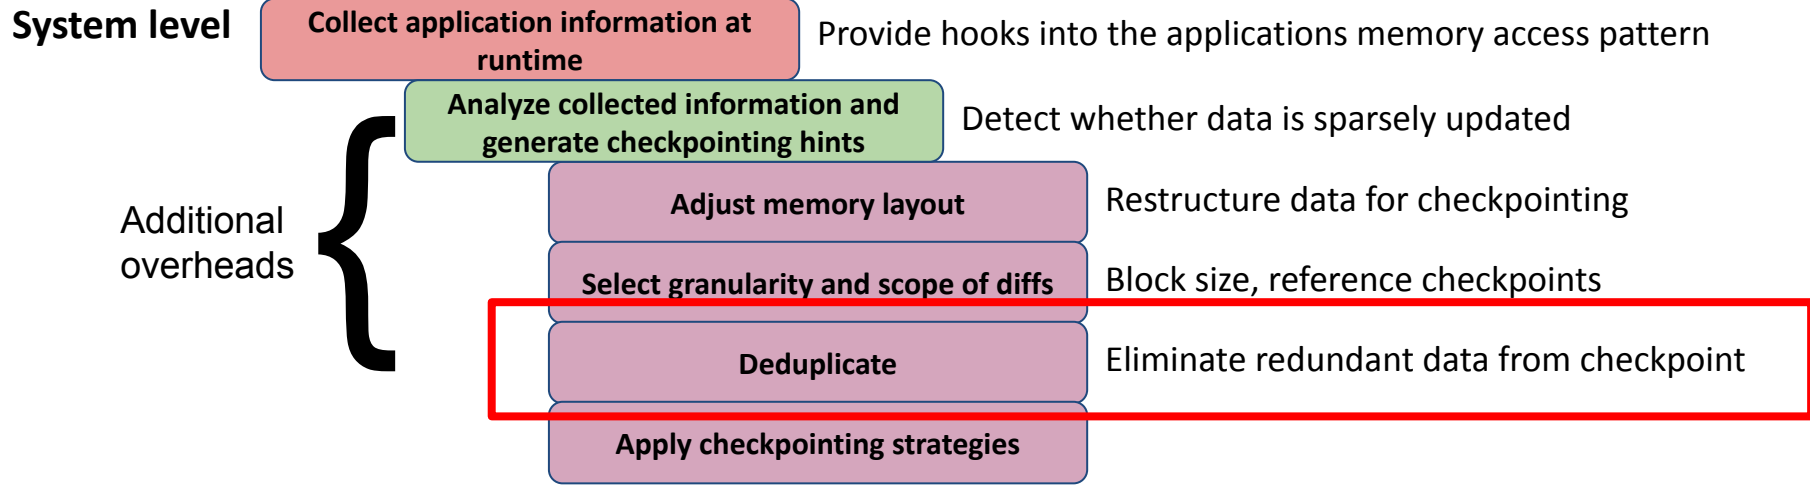 System level
Collect application information at
runtime
Provide hooks into the applications memory access pattern
Analyze collected information and
generate checkpointing hints
Detect whether data is sparsely updated
Additional
overheads
Adjust memory layout
Restructure data for checkpointing
Select granularity and scope of diffs
Block size, reference checkpoints
Deduplicate
Eliminate redundant data from checkpoint
Apply checkpointing strategies